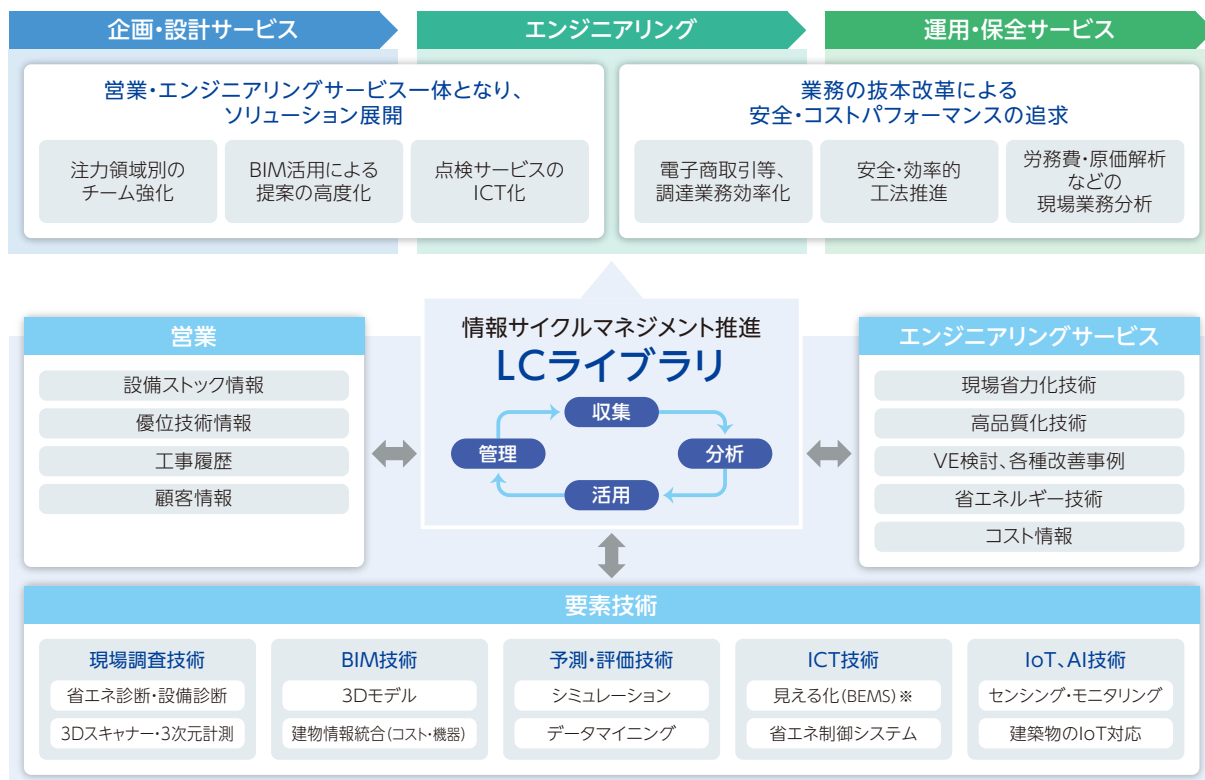 企画・設計サービス
エンジニアリング
運用・保全サービス
営業・エンジニアリングサービス一体となり、
ソリューション展開
注力領域別の
チーム強化
BIM活用による
提案の高度化
点検サービスの
ICT化
業務の抜本改革による
安全・コストパフォーマンスの追求
電子商取引等、
調達業務効率化
安全・効率的
工法推進
労務費・原価解析
などの
現場業務分析
営業
設備ストック情報
優位技術情報
工事履歴
顧客情報
情報サイクルマネジメント推進
LCライブラリ
収集
管理
分析
活用
エンジニアリングサービス
現場省力化技術
高品質化技術
VE検討、各種改善事例
省エネルギー技術
コスト情報
要素技術
現場調査技術
省エネ診断・設備診断
3Dスキャナー・3次元計測
BIM技術
3Dモデル
建物情報統合(コスト・機器)
予測・評価技術
シミュレーション
データマイニング
ICT技術
見える化(BEMS)※
省エネ制御システム
IoT、AI技術
センシング・モニタリング
建築物のIoT対応